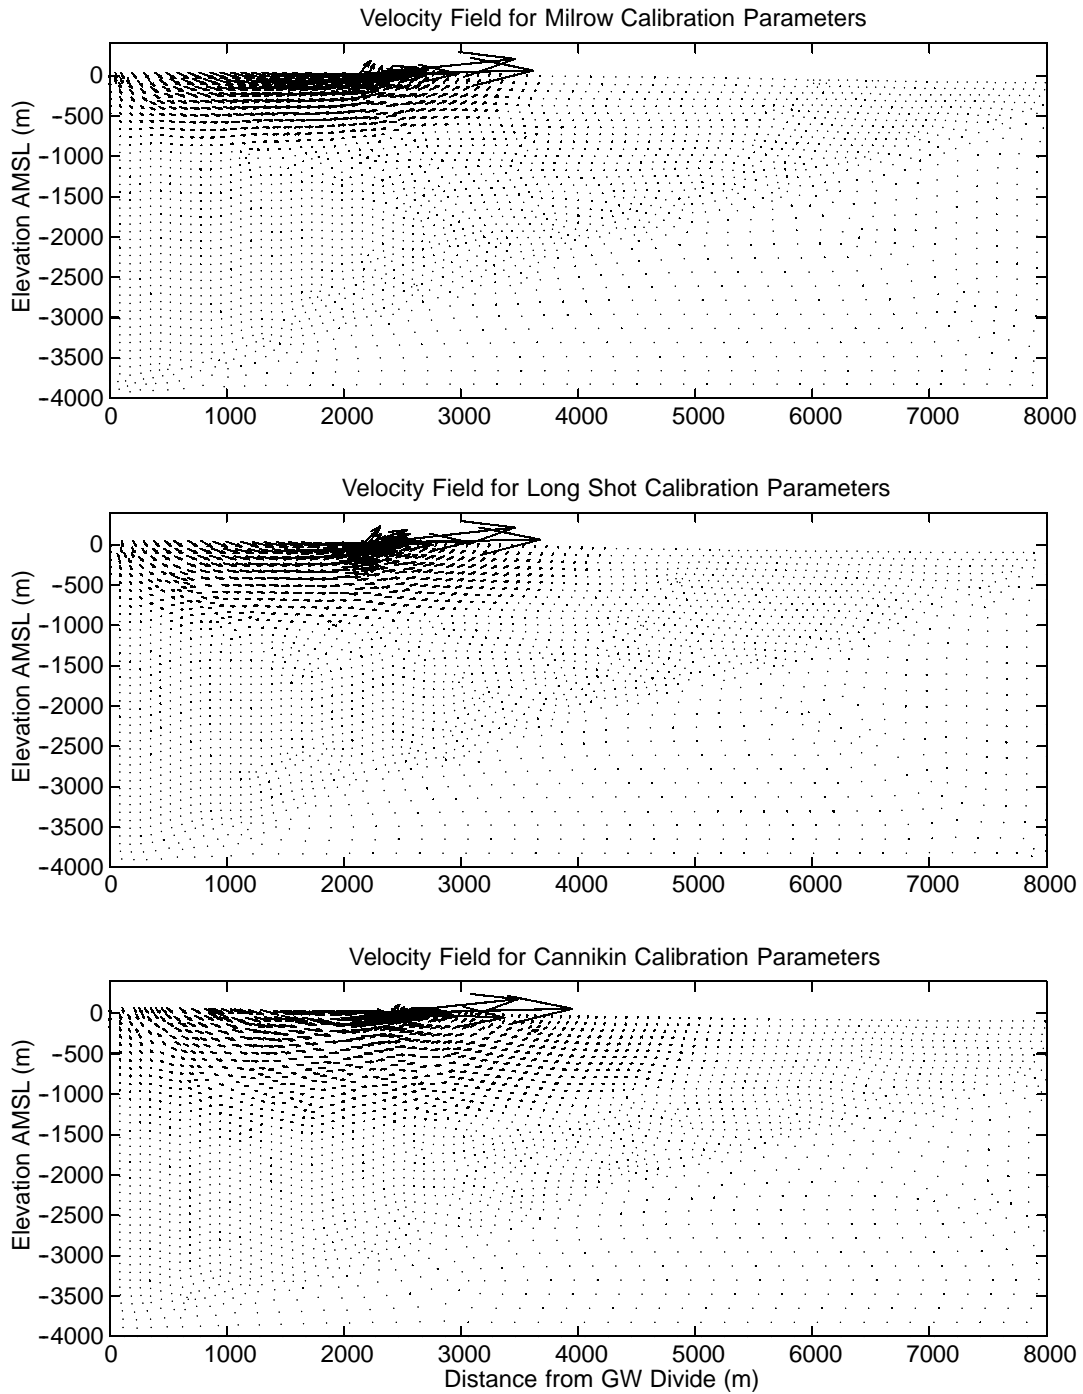 Velocity Field for Milrow Calibration Parameters
Elevation AMSL (m)
0
-500
-1000
-1500
-2000
-2500
-3000
-3500
-4000
0 1000 2000 3000 4000 5000 6000 7000 8000
Velocity Field for Long Shot Calibration Parameters
Elevation AMSL (m)
0
-500
-1000
-1500
-2000
-2500
-3000
-3500
-4000
0 1000 2000 3000 4000 5000 6000 7000 8000
Velocity Field for Cannikin Calibration Parameters
Elevation AMSL (m)
0
-500
-1000
-1500
-2000
-2500
-3000
-3500
-4000
0 1000 2000 3000 4000 5000 6000 7000 8000
Distance from GW Divide (m)